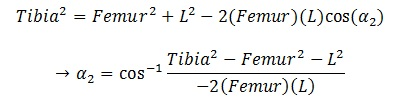 Tibia² = Femur² + L² − 2(Femur)(L)cos(α₂)
→ α₂ = cos⁻¹ (Tibia² − Femur² − L²) / (−2(Femur)(L))